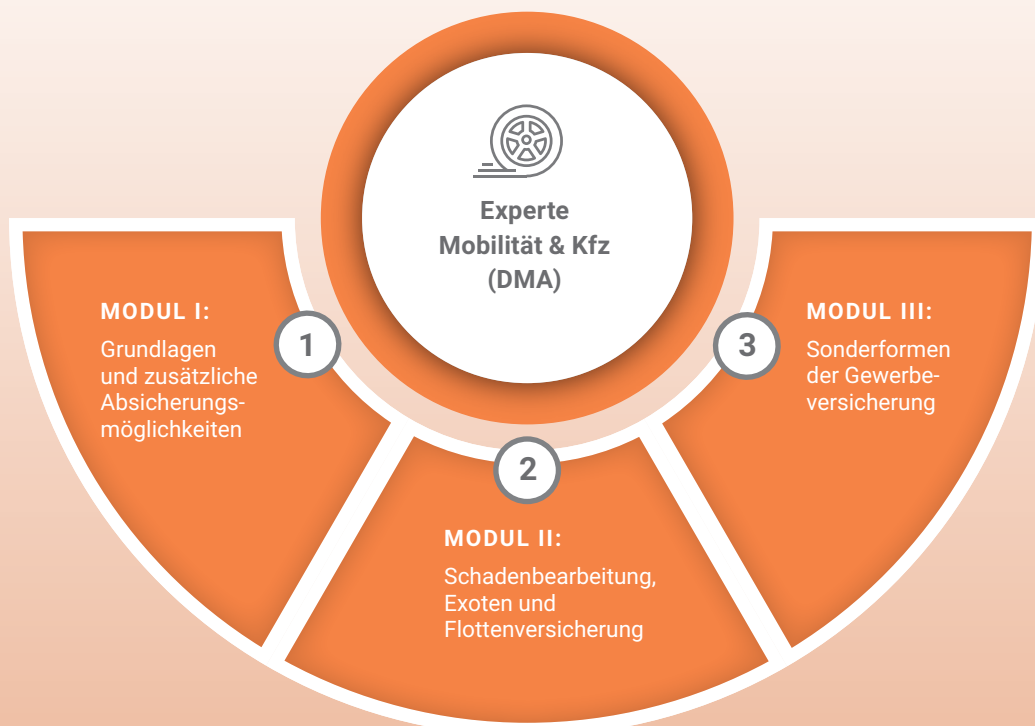 Experte
Mobilität & Kfz
(DMA)
1
MODUL I:
Grundlagen
und zusätzliche
Absicherungs-
möglichkeiten
2
MODUL II:
Schadenbearbeitung,
Exoten und
Flottenversicherung
3
MODUL III:
Sonderformen
der Gewerbe-
versicherung